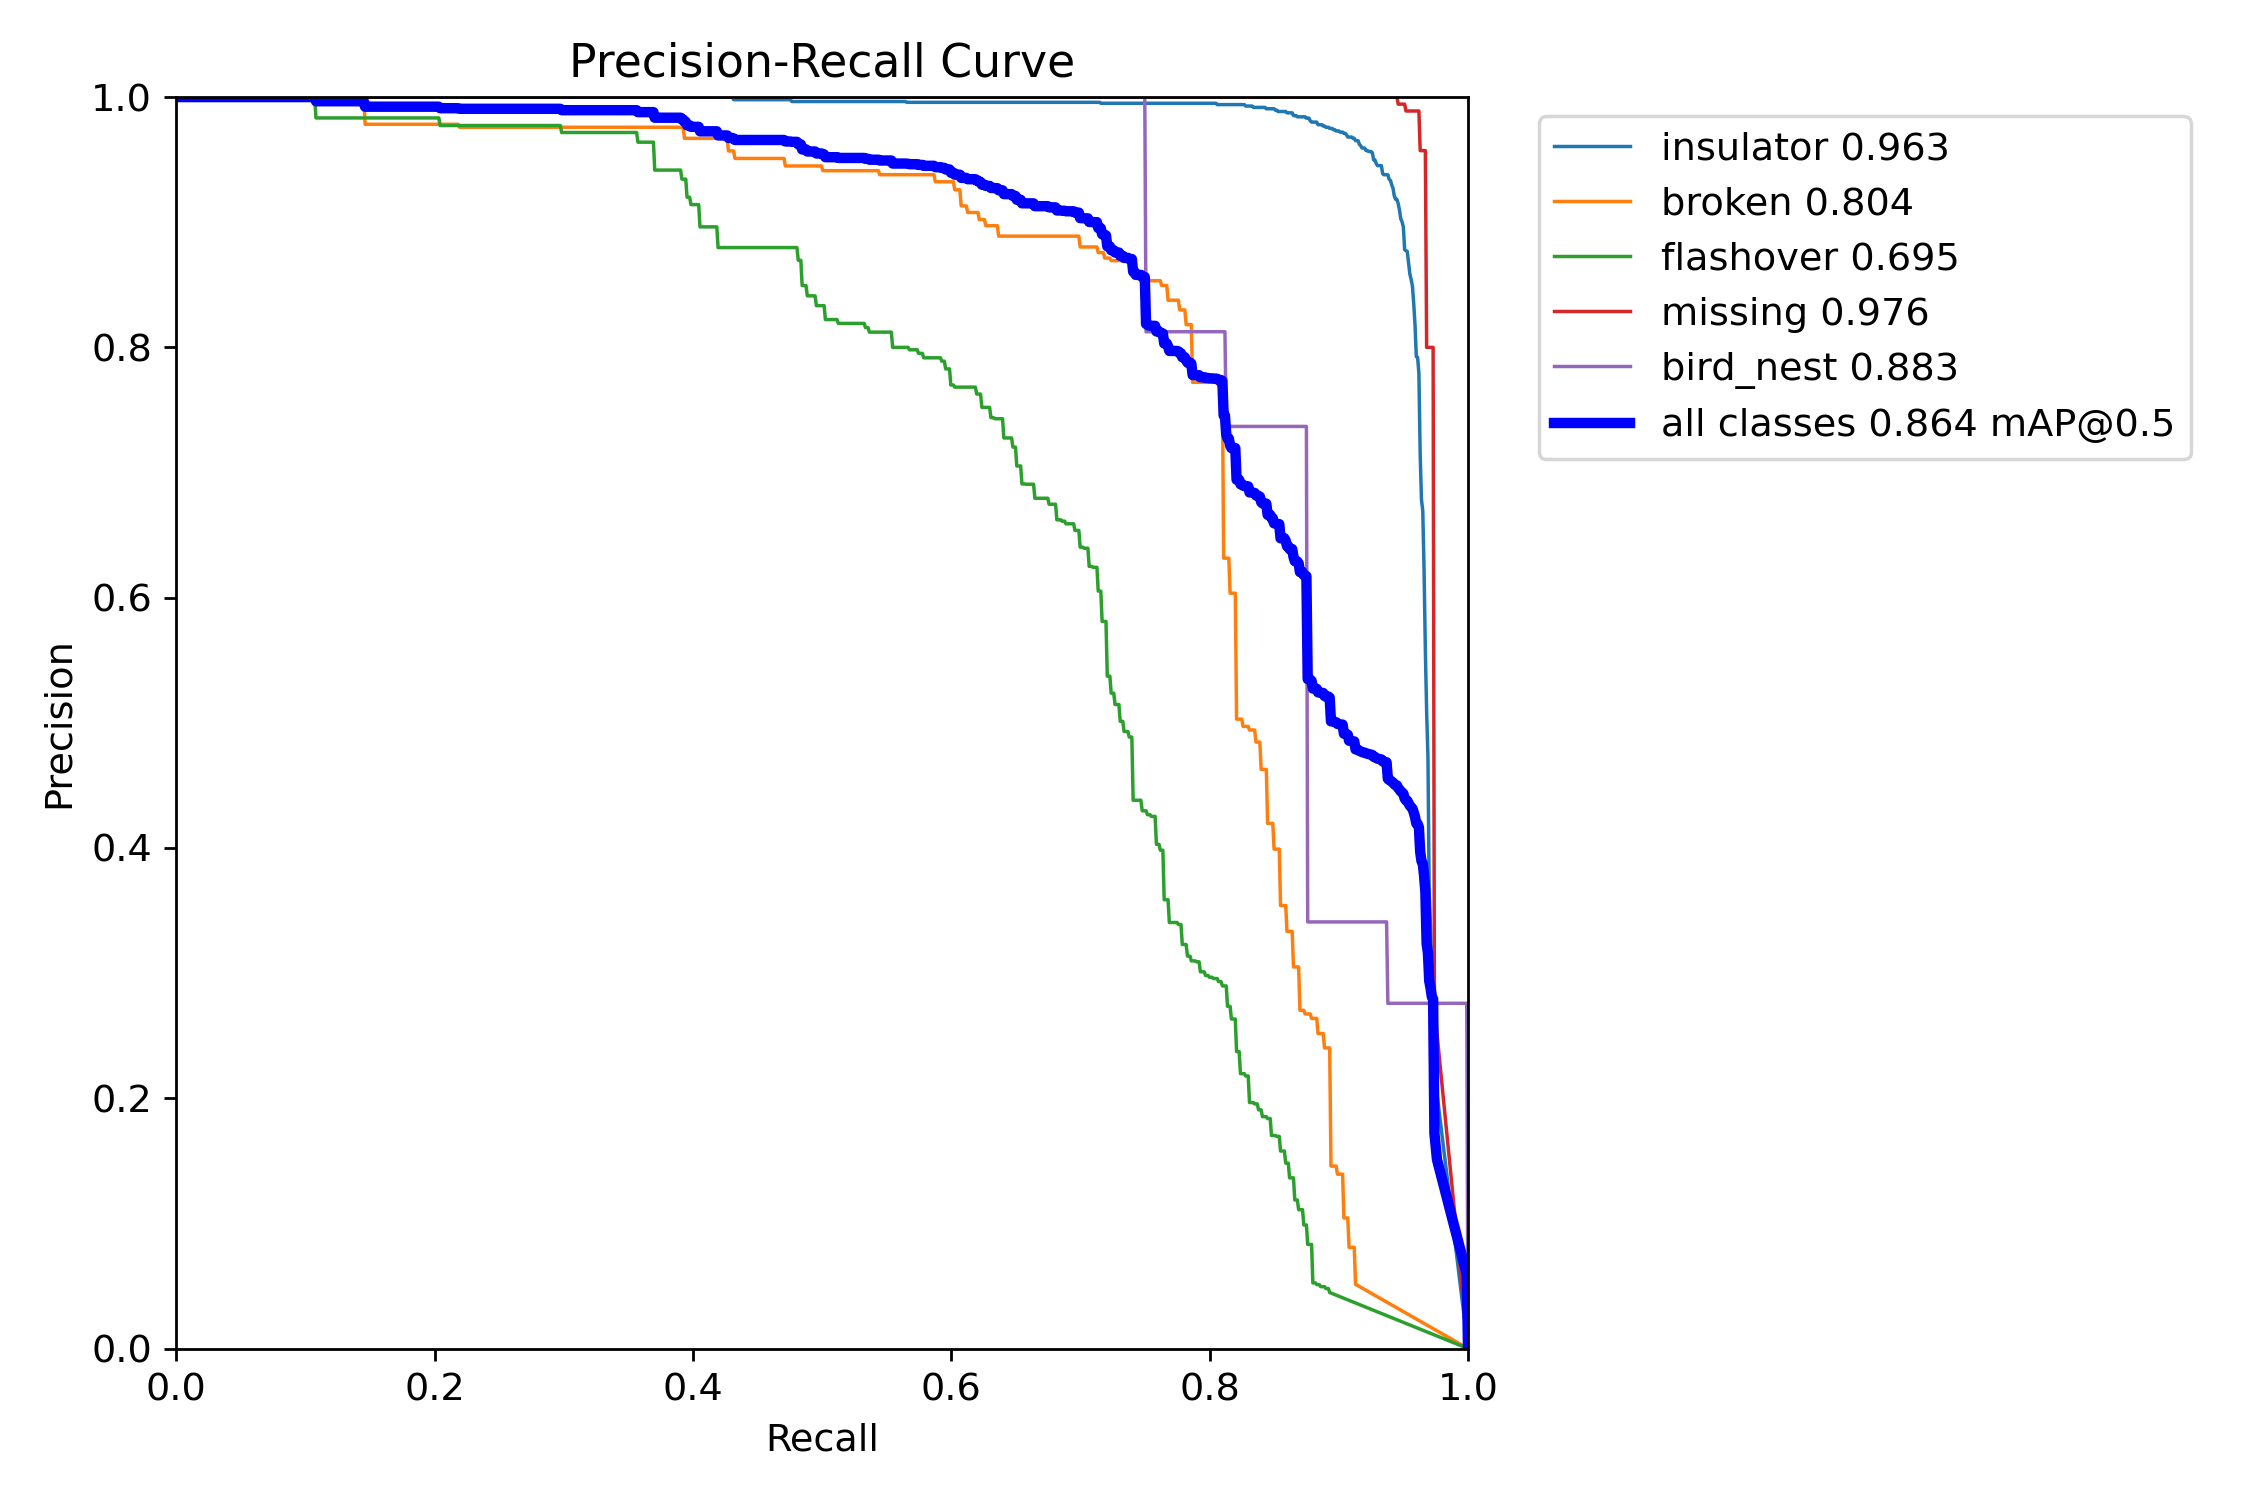 Precision-Recall Curve
1.0
0.8
0.6
0.4
0.2
0.0
Precision
0.0 0.2 0.4 0.6 0.8 1.0
Recall
insulator 0.963
broken 0.804
flashover 0.695
missing 0.976
bird_nest 0.883
all classes 0.864 mAP@0.5